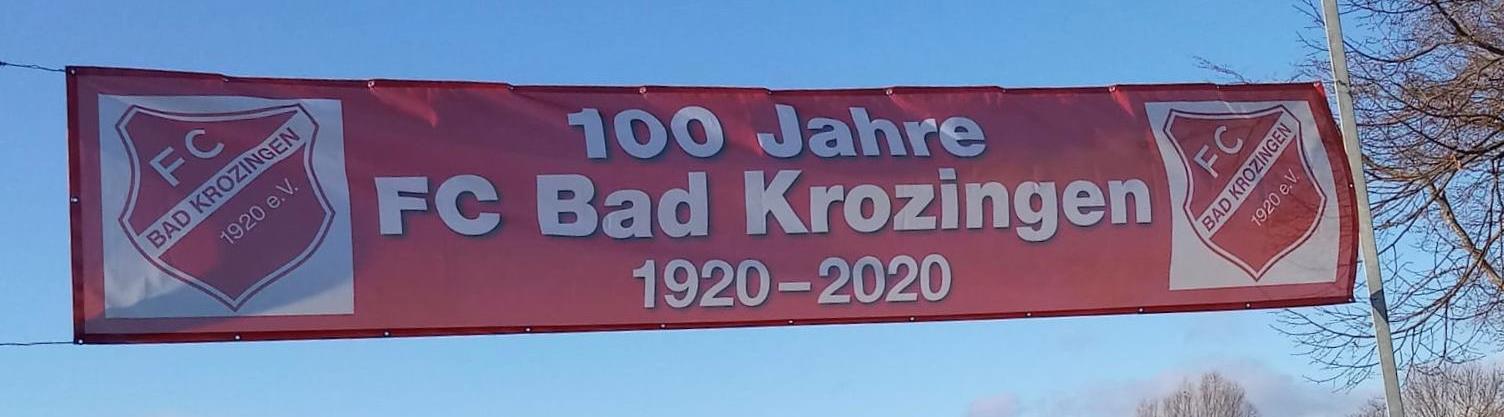 FC
BAD KROZINGEN
1920 e.V.
100 Jahre
FC Bad Krozingen
1920–2020
FC
BAD KROZINGEN
1920 e.V.